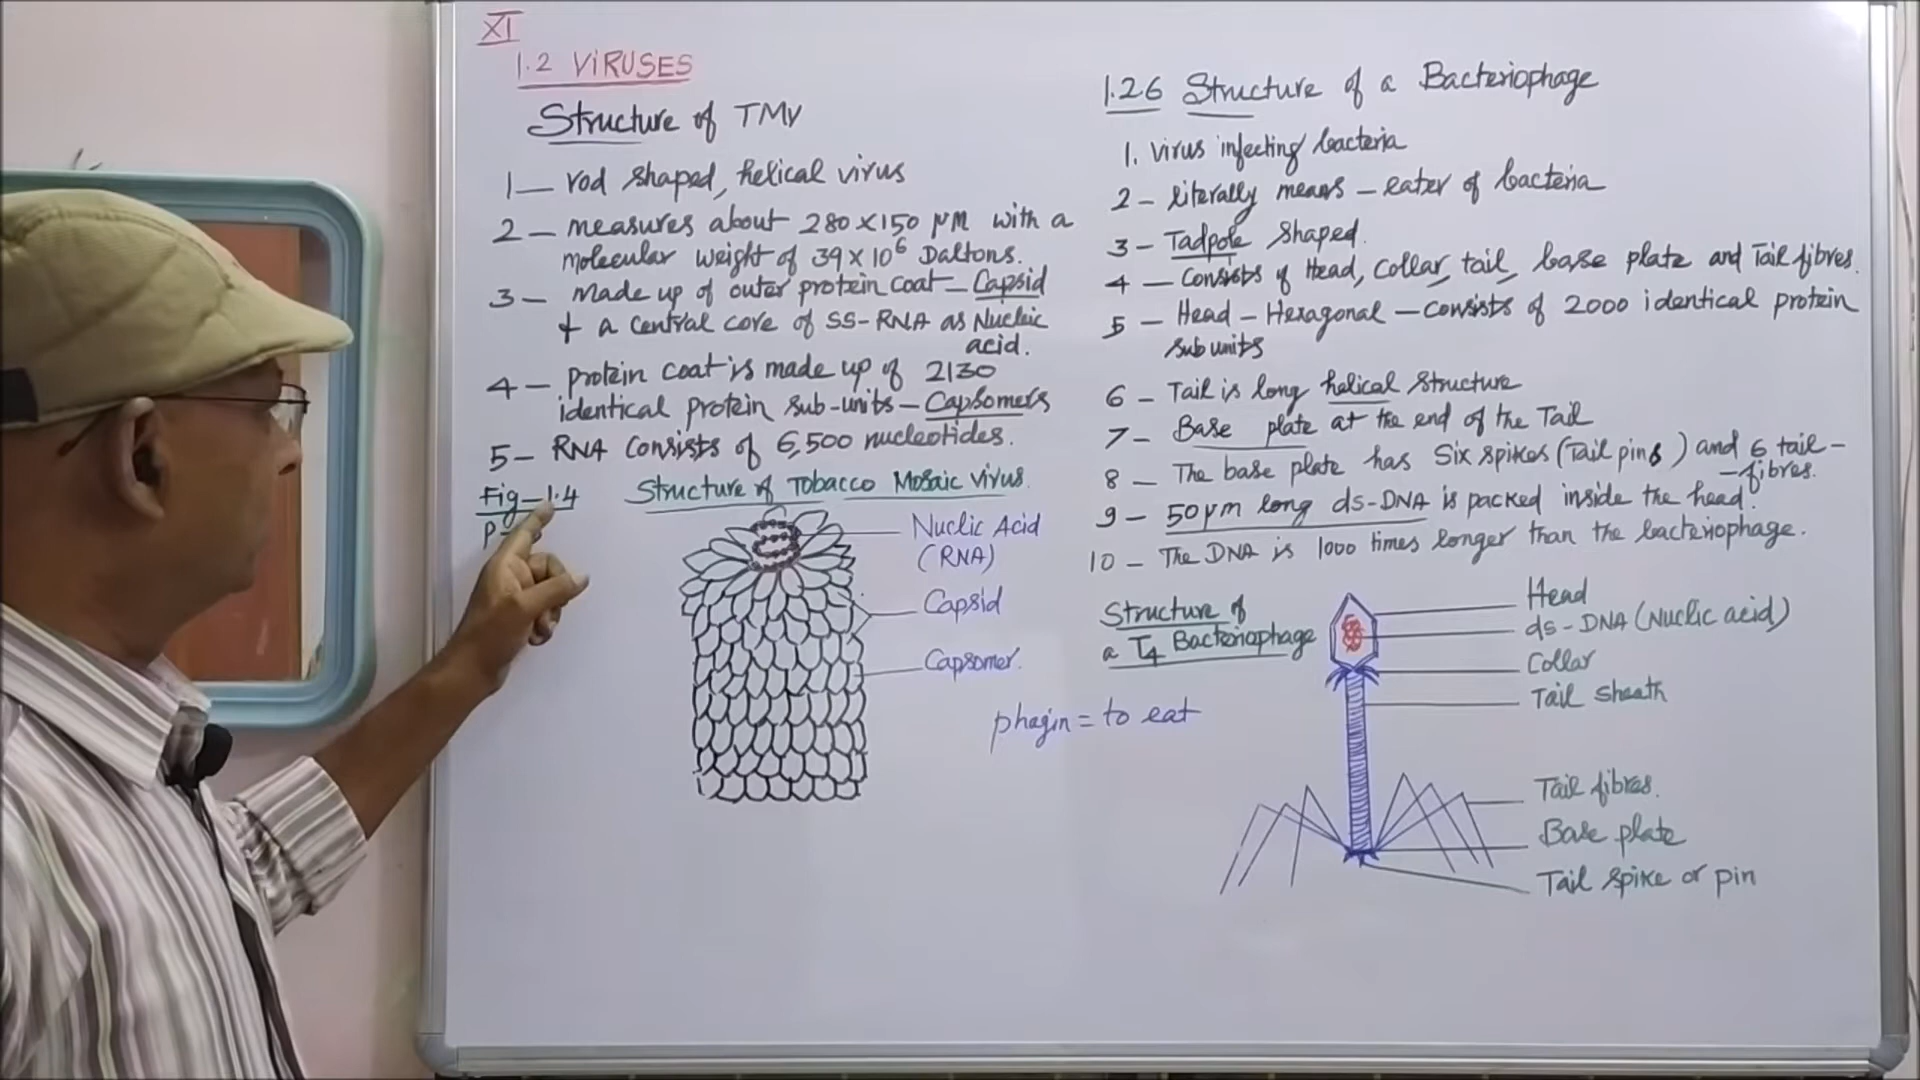 XI
1.2 VIRUSES
Structure of TMV
1 — rod shaped, helical virus
2 — measures about 280 x 150 µM with a
molecular weight of 39 x 10⁶ Daltons.
3 — Made up of outer protein coat - Capsid
+ a central core of SS-RNA as Nucleic
acid.
4 — protein coat is made up of 2130
identical protein sub-units - Capsomers
5 — RNA consists of 6,500 nucleotides.
Fig-1.4
P
Structure of Tobacco Mosaic virus
Nuclic Acid
(RNA)
Capsid
Capsomer.
phagin = to eat
1.2.6 Structure of a Bacteriophage
1. Virus infecting bacteria
2 - literally means - eater of bacteria
3 - Tadpole shaped.
4 — Consists of Head, Collar, tail, base plate and Tail fibres.
5 — Head - Hexagonal - Consists of 2000 identical protein
sub units
6 - Tail is long helical structure
7 - Base plate at the end of the Tail
8 — The base plate has Six spikes (Tail pins) and 6 tail -
- fibres.
9 - 50 µm long ds-DNA is packed inside the head.
10 - The DNA is 1000 times longer than the bacteriophage.
Structure of
a T4 Bacteriophage
Head
ds-DNA (Nuclic acid)
Collar
Tail Sheath
Tail fibres.
Base plate
Tail spike or pin